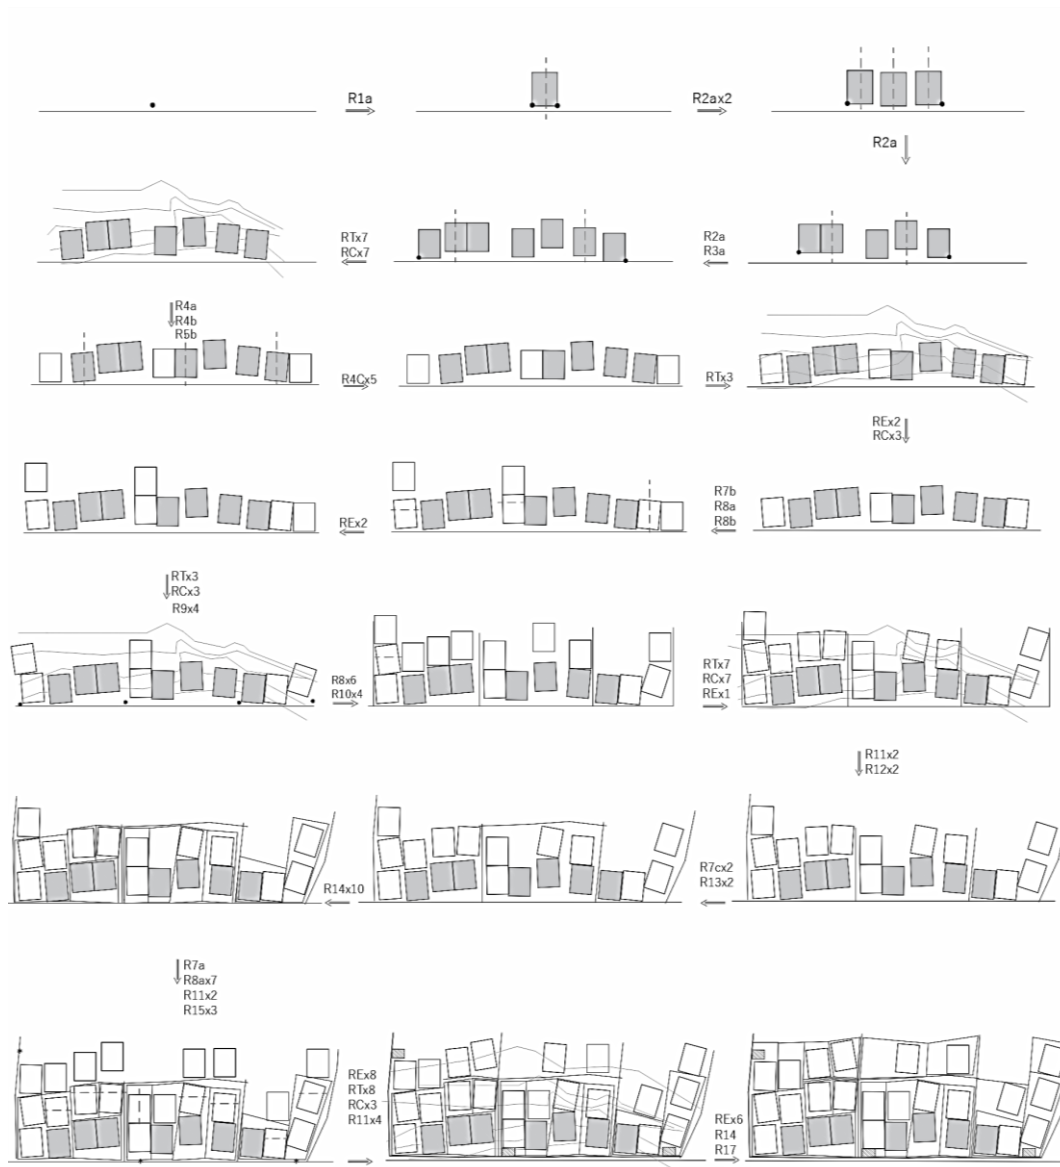 R1a
R2ax2
R2a
RTx7
RCx7
R2a
R3a
R4a
R4b
R5b
R4Cx5
RTx3
REx2
RCx3
REx2
R7b
R8a
R8b
RTx3
RCx3
R9x4
R8x6
R10x4
RTx7
RCx7
REx1
R11x2
R12x2
R14x10
R7cx2
R13x2
R7a
R8ax7
R11x2
R15x3
REx8
RTx8
RCx3
R11x4
REx6
R14
R17